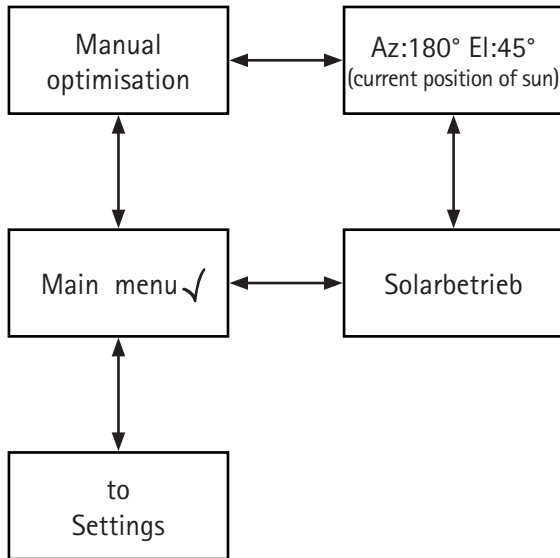 Manual
optimisation
Az:180° El:45°
(current position of sun)
Main menu ✓
Solarbetrieb
to
Settings